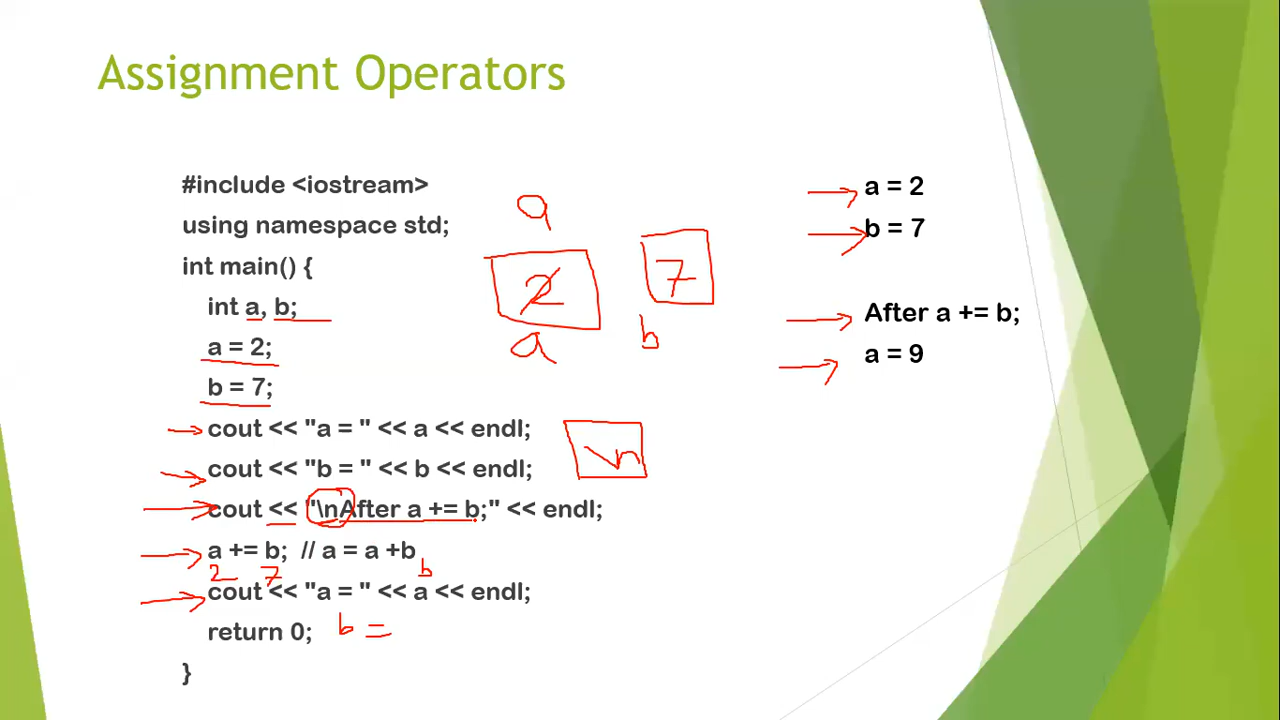 Assignment Operators
#include <iostream>
using namespace std;
int main() {
int a, b;
a = 2;
b = 7;
cout << "a = " << a << endl;
cout << "b = " << b << endl;
cout << "\nAfter a += b;" << endl;
a += b; // a = a +b
2 7 b
cout << "a = " << a << endl;
return 0;
b =
}
9
2
a
7
b
\n
a = 2
b = 7
After a += b;
a = 9